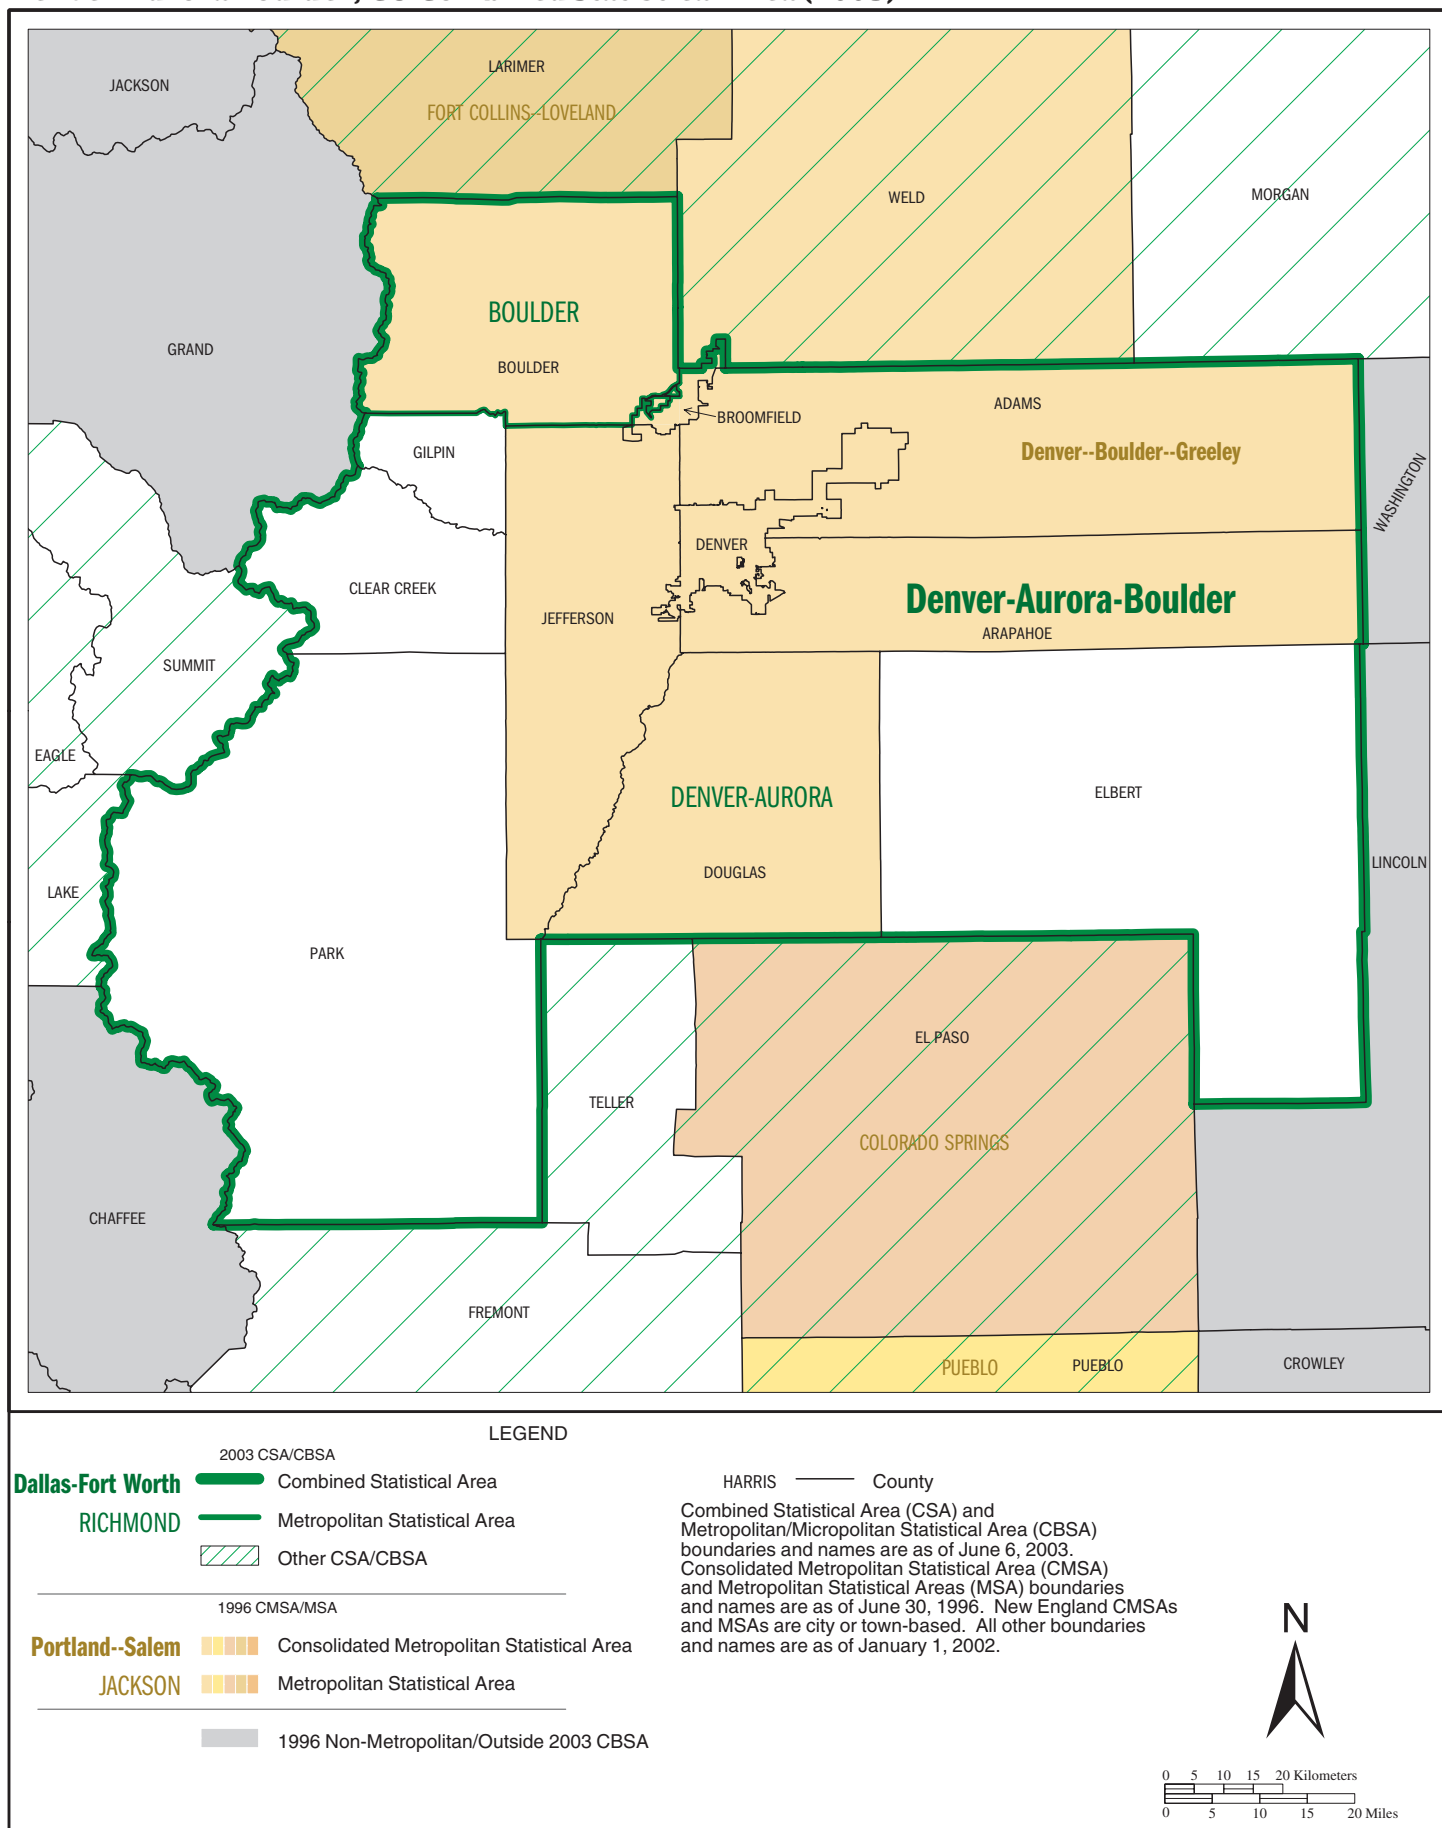 JACKSON
LARIMER
FORT COLLINS--LOVELAND
WELD
MORGAN
GRAND
BOULDER
BOULDER
BROOMFIELD
ADAMS
Denver--Boulder--Greeley
WASHINGTON
GILPIN
DENVER
CLEAR CREEK
JEFFERSON
Denver-Aurora-Boulder
ARAPAHOE
SUMMIT
EAGLE
DENVER-AURORA
ELBERT
DOUGLAS
LINCOLN
LAKE
PARK
EL PASO
TELLER
COLORADO SPRINGS
CHAFFEE
FREMONT
PUEBLO
PUEBLO
CROWLEY
LEGEND
2003 CSA/CBSA
Dallas-Fort Worth Combined Statistical Area
RICHMOND Metropolitan Statistical Area
Other CSA/CBSA
1996 CMSA/MSA
Portland--Salem Consolidated Metropolitan Statistical Area
JACKSON Metropolitan Statistical Area
1996 Non-Metropolitan/Outside 2003 CBSA
HARRIS County
Combined Statistical Area (CSA) and
Metropolitan/Micropolitan Statistical Area (CBSA)
boundaries and names are as of June 6, 2003.
Consolidated Metropolitan Statistical Area (CMSA)
and Metropolitan Statistical Areas (MSA) boundaries
and names are as of June 30, 1996. New England CMSAs
and MSAs are city or town-based. All other boundaries
and names are as of January 1, 2002.
N
0 5 10 15 20 Kilometers
0 5 10 15 20 Miles